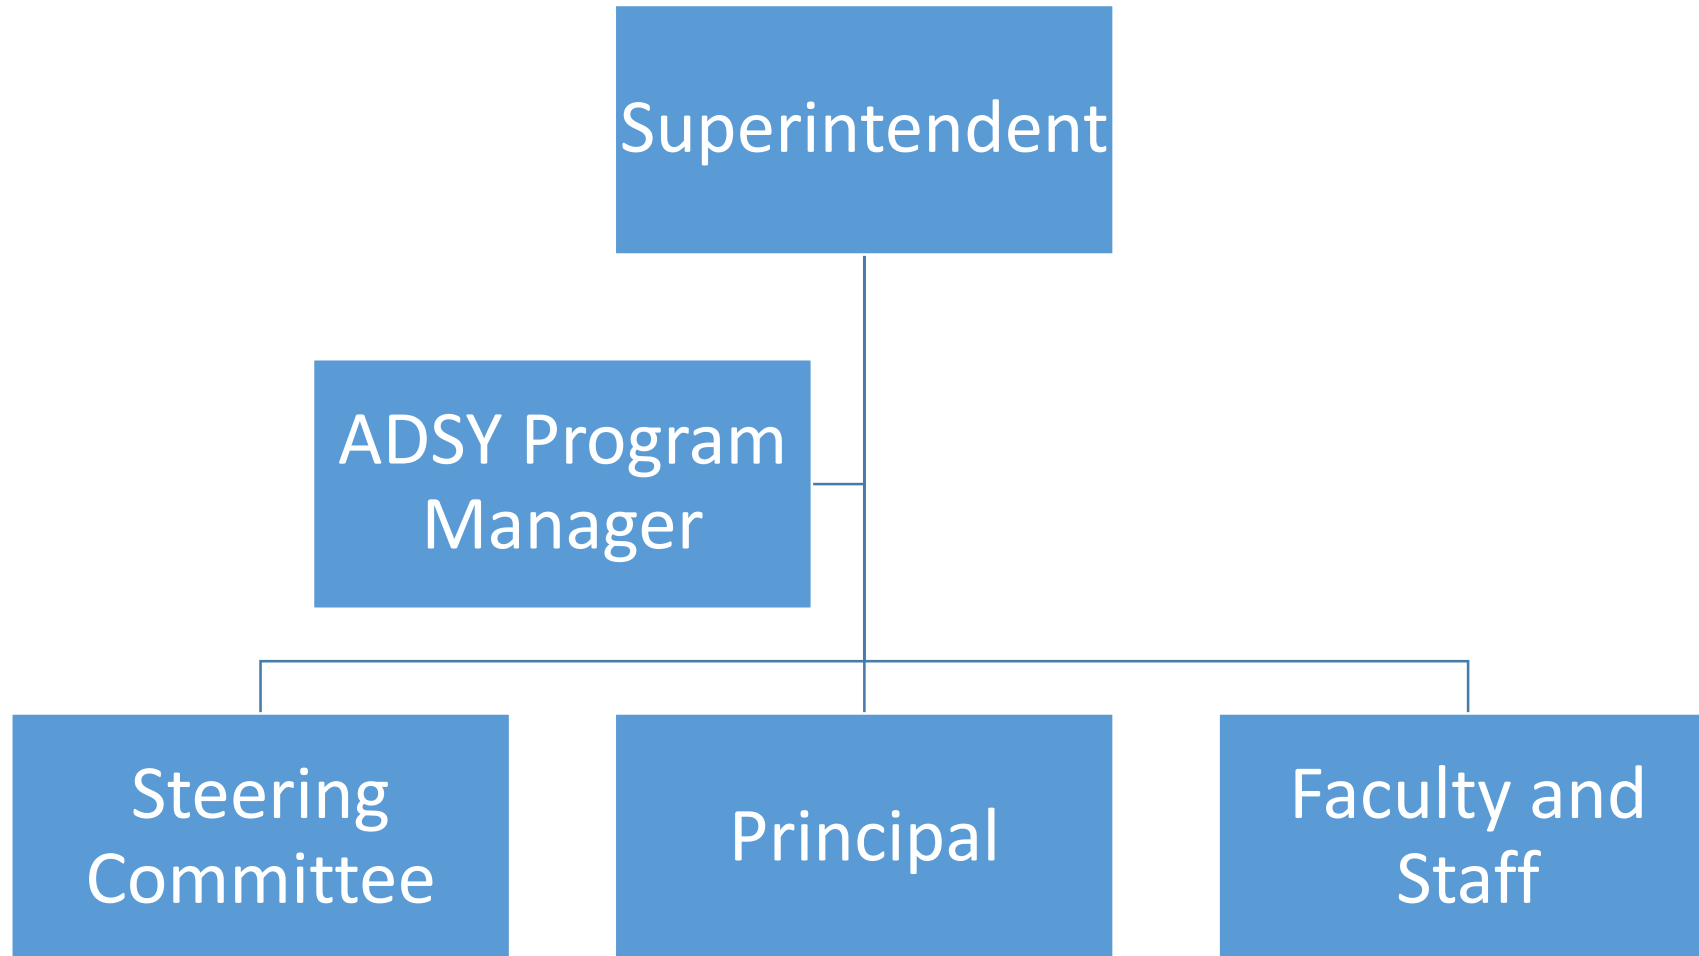 Superintendent
ADSY Program
Manager
Steering
Committee
Principal
Faculty and
Staff